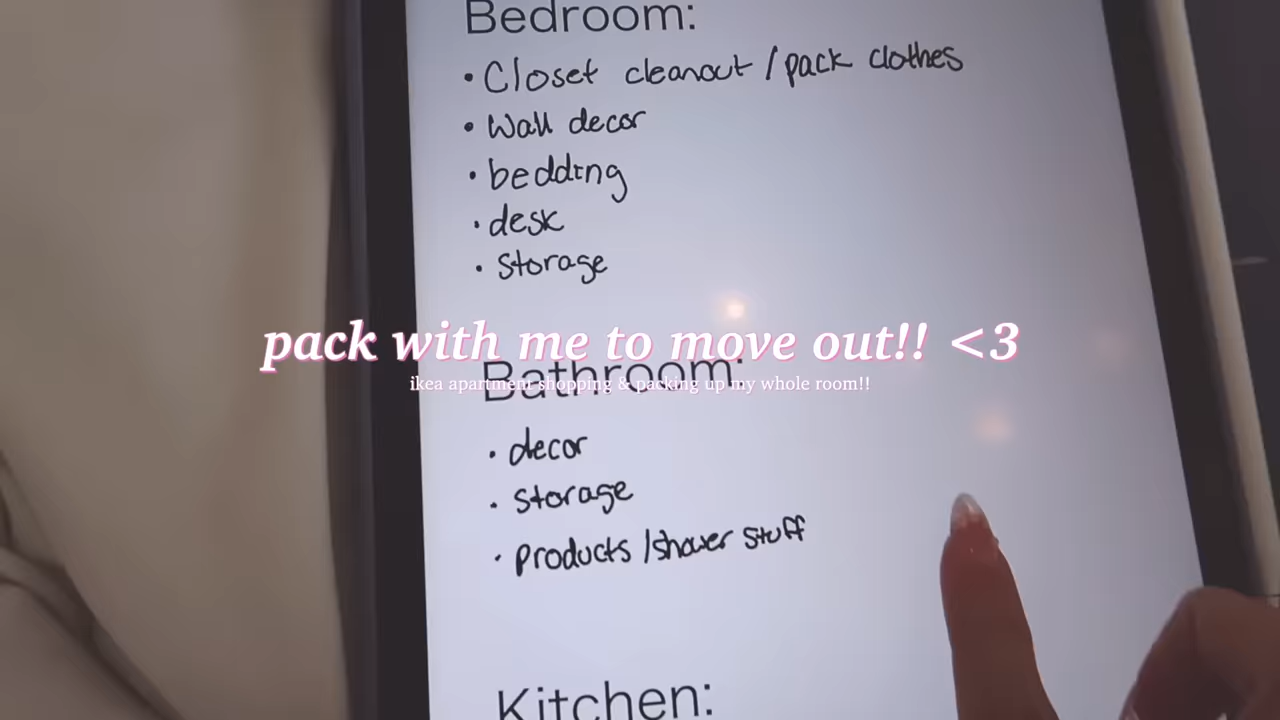 Bedroom:
• Closet cleanout / pack clothes
• Wall decor
• bedding
• desk
• Storage
pack with me to move out!! <3
Bathroom:
ikea apartment shopping & packing up my whole room!!
• decor
• storage
• products / shower stuff
Kitchen: